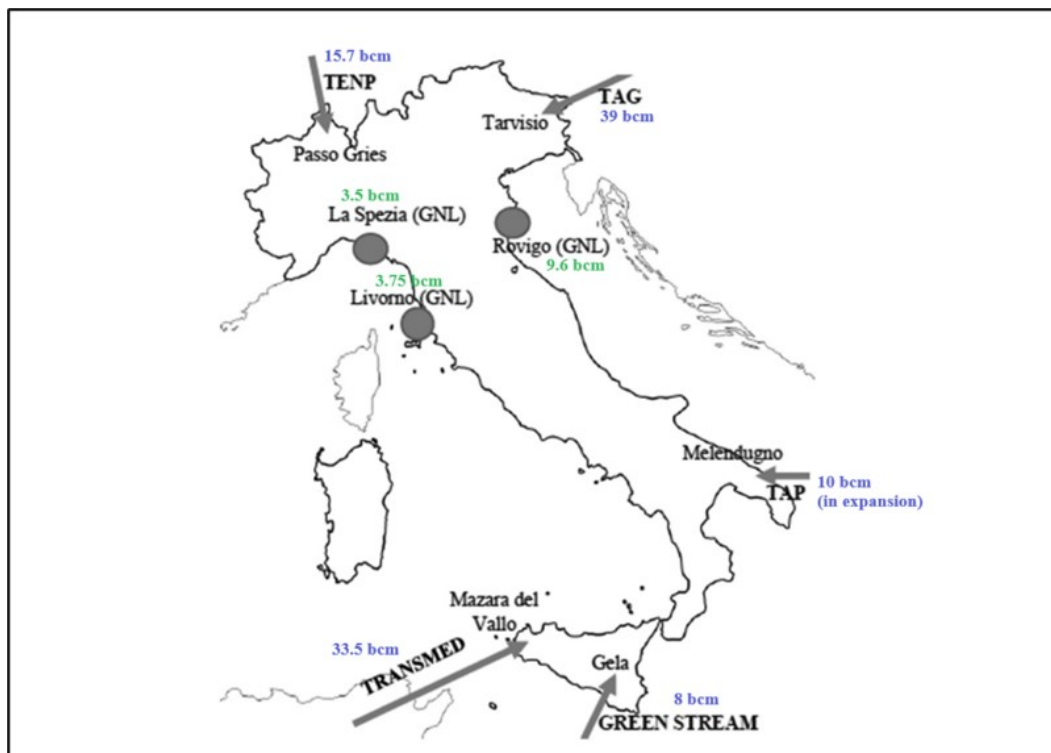 15.7 bcm
TENP
Passo Gries
TAG
39 bcm
Tarvisio
3.5 bcm
La Spezia (GNL)
Rovigo (GNL)
9.6 bcm
3.75 bcm
Livorno (GNL)
Melendugno
TAP
10 bcm
(in expansion)
Mazara del
Vallo
33.5 bcm
TRANSMED
Gela
8 bcm
GREEN STREAM